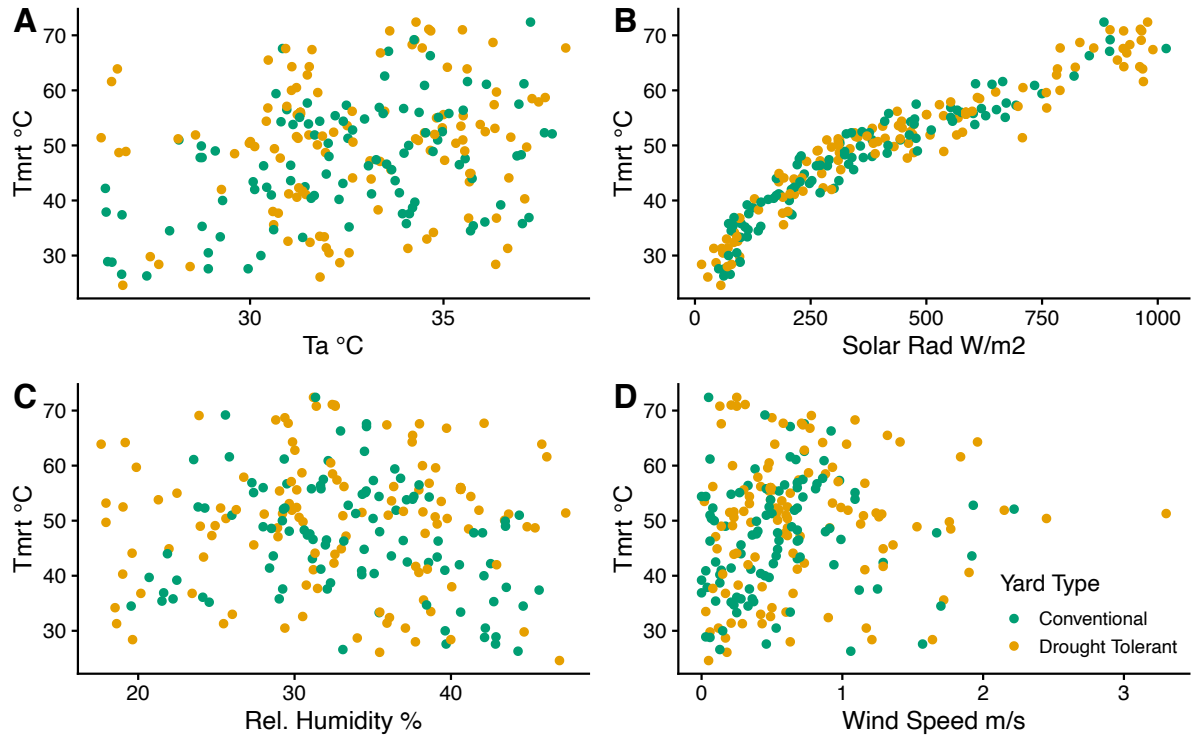 A
Tmrt °C
70
60
50
40
30
30 35
Ta °C
B
Tmrt °C
70
60
50
40
30
0 250 500 750 1000
Solar Rad W/m2
C
Tmrt °C
70
60
50
40
30
20 30 40
Rel. Humidity %
D
Tmrt °C
70
60
50
40
30
0 1 2 3
Wind Speed m/s
Yard Type
Conventional
Drought Tolerant